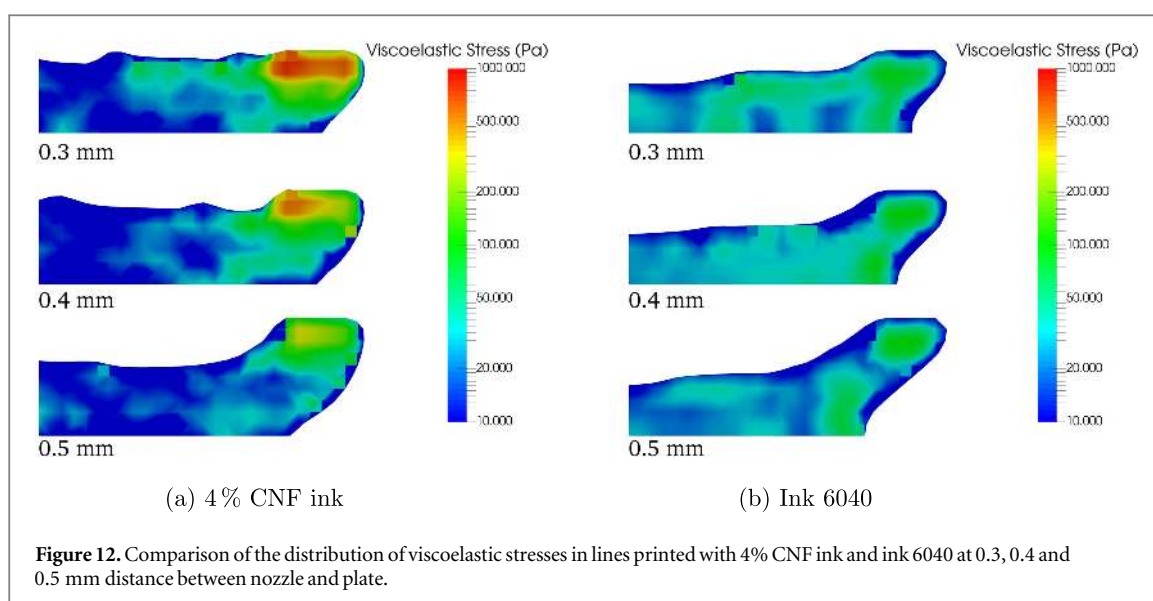 Viscoelastic Stress (Pa)
1000.000
500.000
200.000
100.000
50.000
20.000
10.000
0.3 mm
0.4 mm
0.5 mm
(a) 4 % CNF ink
Viscoelastic Stress (Pa)
1000.000
500.000
200.000
100.000
50.000
20.000
10.000
0.3 mm
0.4 mm
0.5 mm
(b) Ink 6040
Figure 12. Comparison of the distribution of viscoelastic stresses in lines printed with 4% CNF ink and ink 6040 at 0.3, 0.4 and
0.5 mm distance between nozzle and plate.